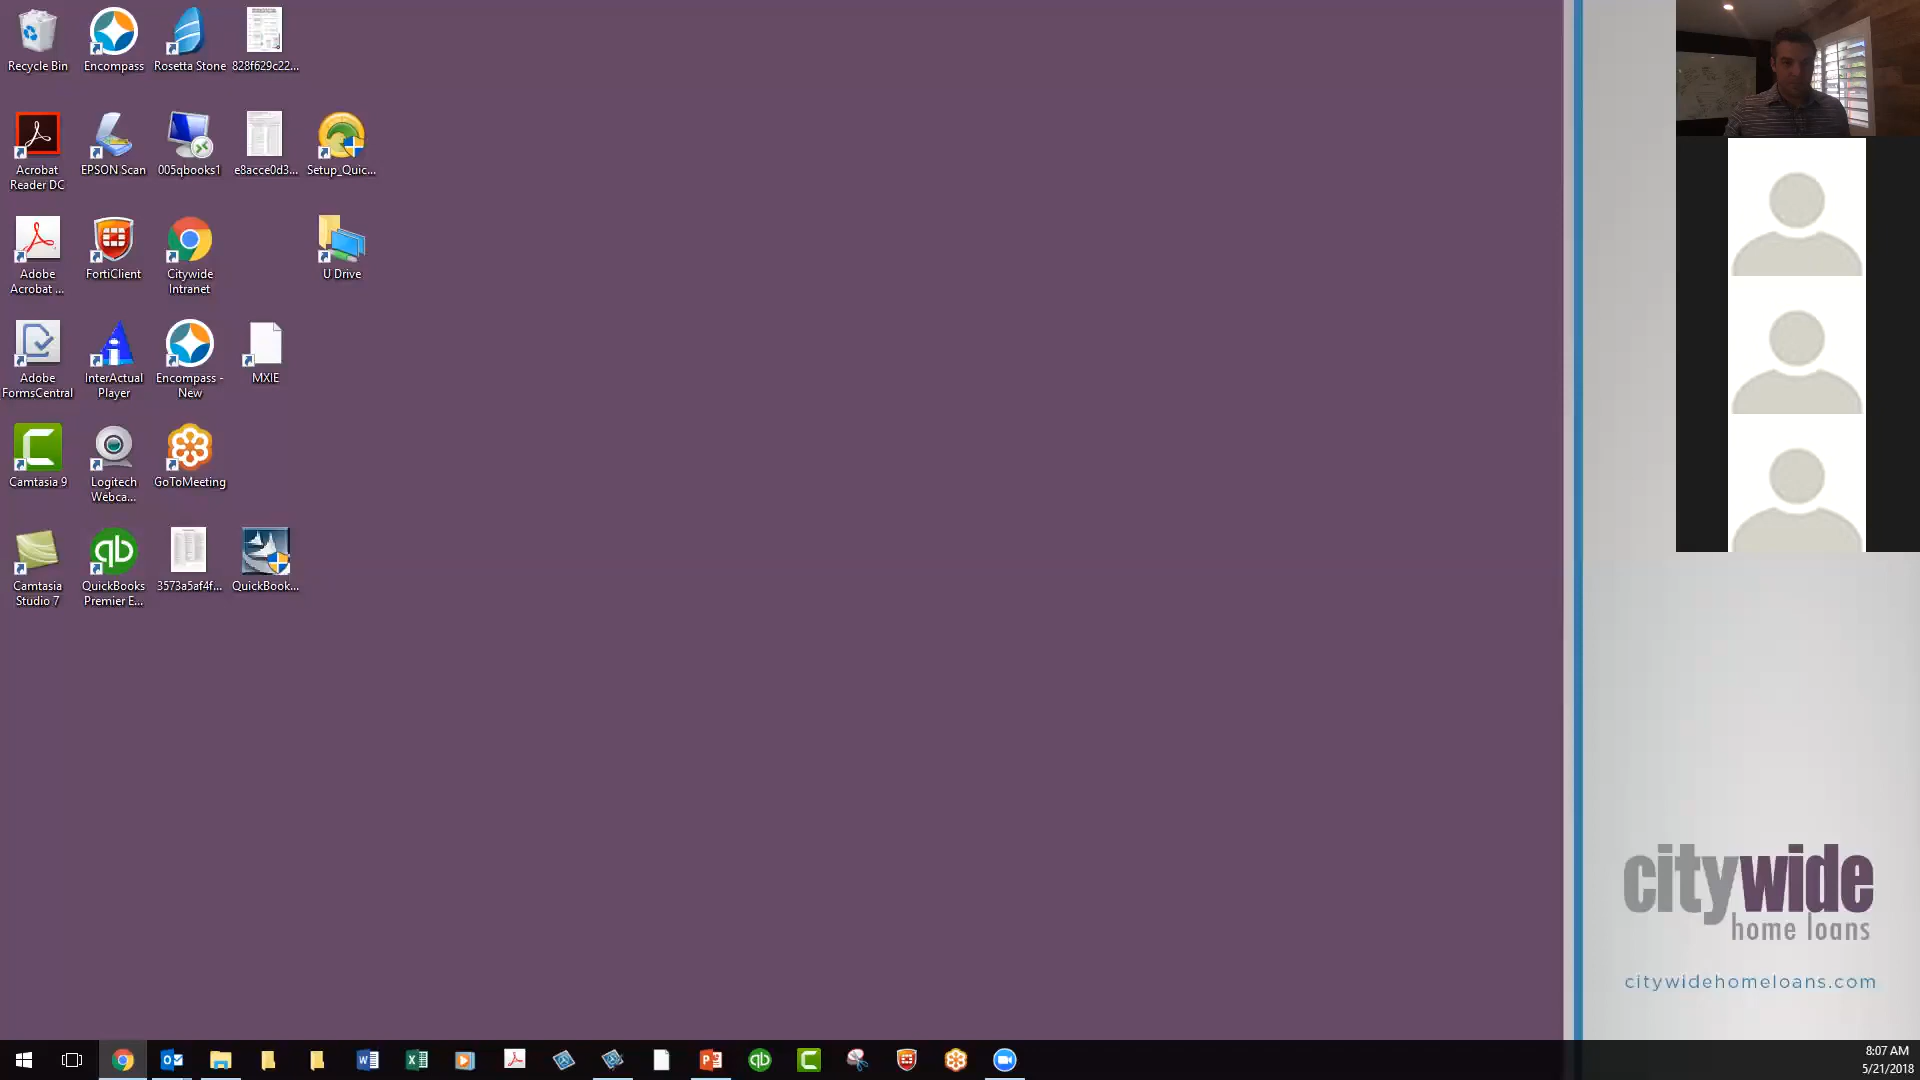 Recycle Bin
Encompass
Rosetta Stone
828f629c22...
Acrobat
Reader DC
EPSON Scan
005qbooks1
e8acce0d3...
Setup_Quic...
Adobe
Acrobat ...
FortiClient
Citywide
Intranet
U Drive
Adobe
FormsCentral
InterActual
Player
Encompass -
New
MXIE
Camtasia 9
Logitech
Webca...
GoToMeeting
Camtasia
Studio 7
QuickBooks
Premier E...
3573a5af4f...
QuickBook...
citywide
home loans
citywidehomeloans.com
8:07 AM
5/21/2018